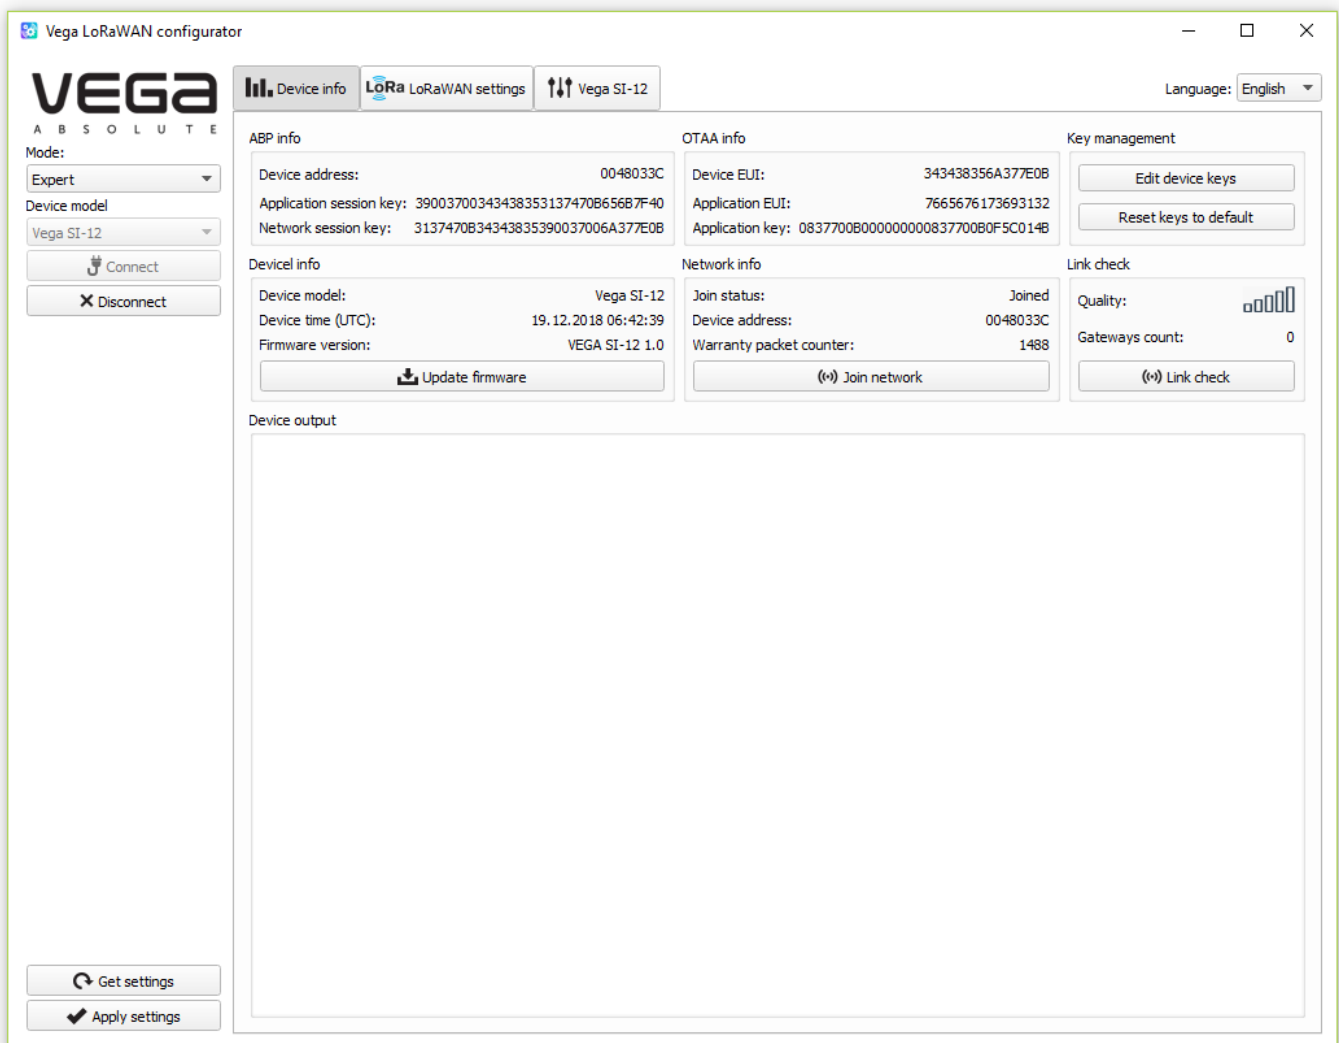 Vega LoRaWAN configurator
VEGA
ABSOLUTE
Mode:
Expert
Device model
Vega SI-12
Connect
Disconnect
Get settings
Apply settings
Device info
LoRa LoRaWAN settings
Vega SI-12
Language: English
ABP info
Device address: 0048033C
Application session key: 39003700343438353137470B656B7F40
Network session key: 3137470B34343835390037006A377E0B
OTAA info
Device EUI: 343438356A377E0B
Application EUI: 7665676173693132
Application key: 0837700B000000000837700B0F5C014B
Key management
Edit device keys
Reset keys to default
Devicel info
Device model: Vega SI-12
Device time (UTC): 19.12.2018 06:42:39
Firmware version: VEGA SI-12 1.0
Update firmware
Network info
Join status: Joined
Device address: 0048033C
Warranty packet counter: 1488
Join network
Link check
Quality:
Gateways count: 0
Link check
Device output